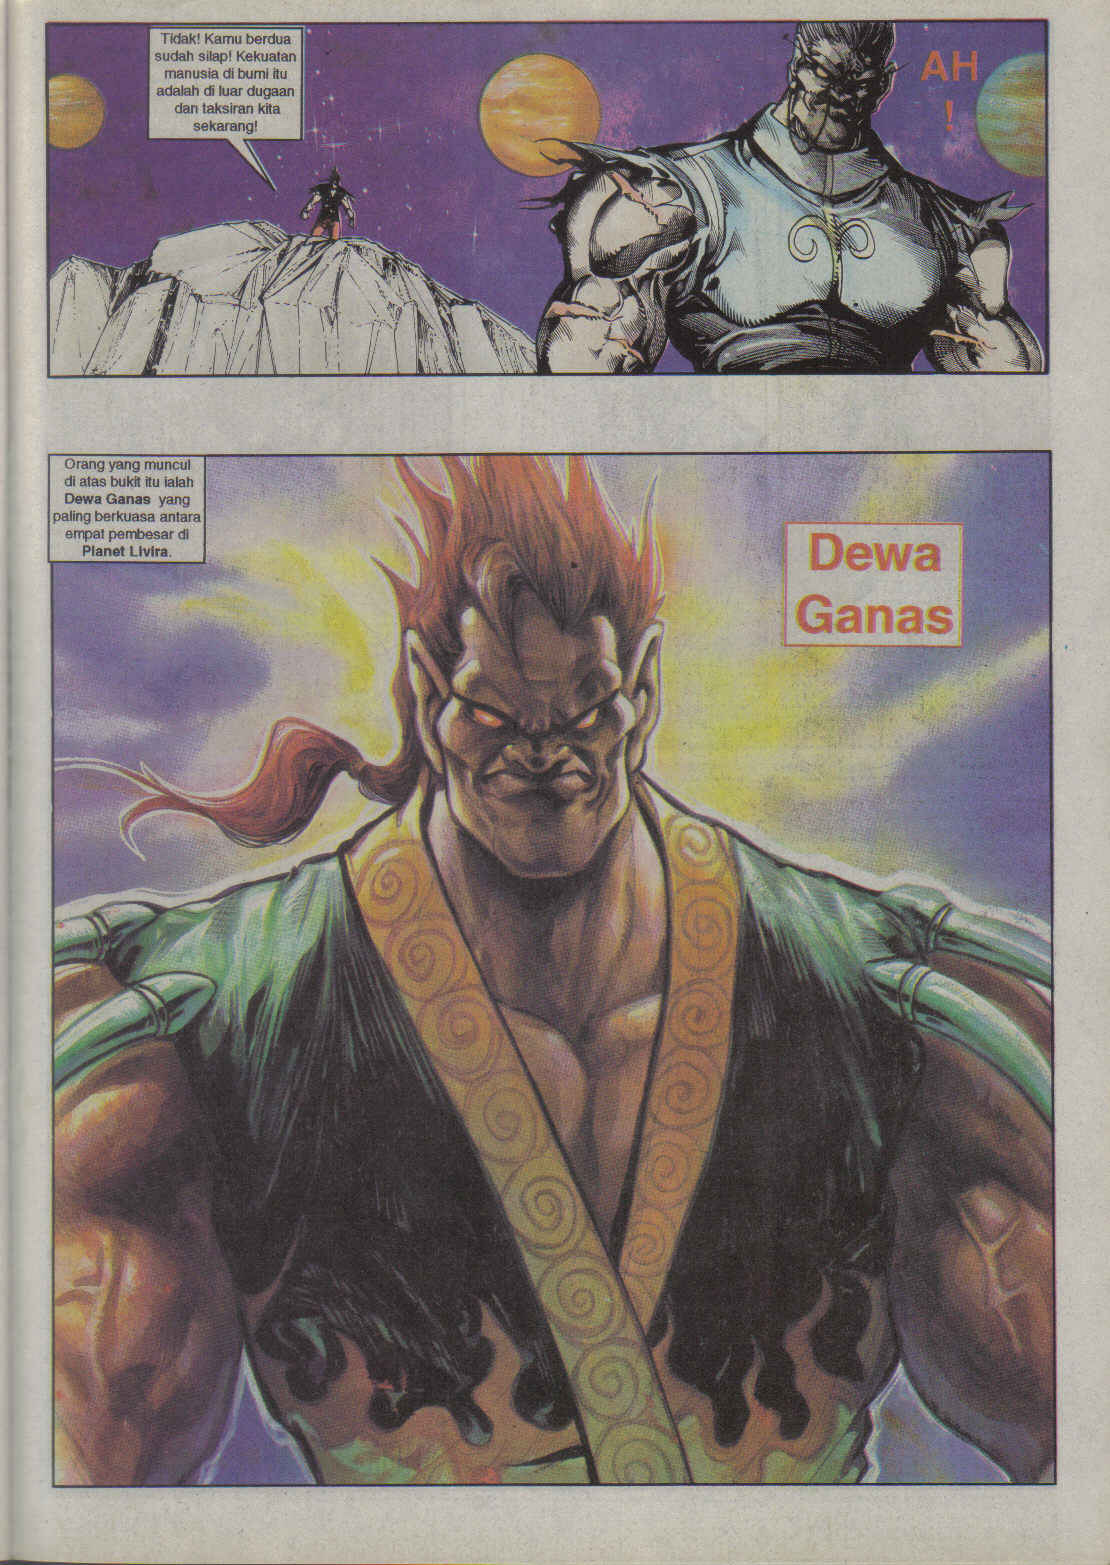 Tidak! Kamu berdua
sudah silap! Kekuatan
manusia di bumi itu
adalah di luar dugaan
dan taksiran kita
sekarang!
AH
!
Orang yang muncul
di atas bukit itu ialah
Dewa Ganas yang
paling berkuasa antara
empat pembesar di
Planet Livira.
Dewa
Ganas